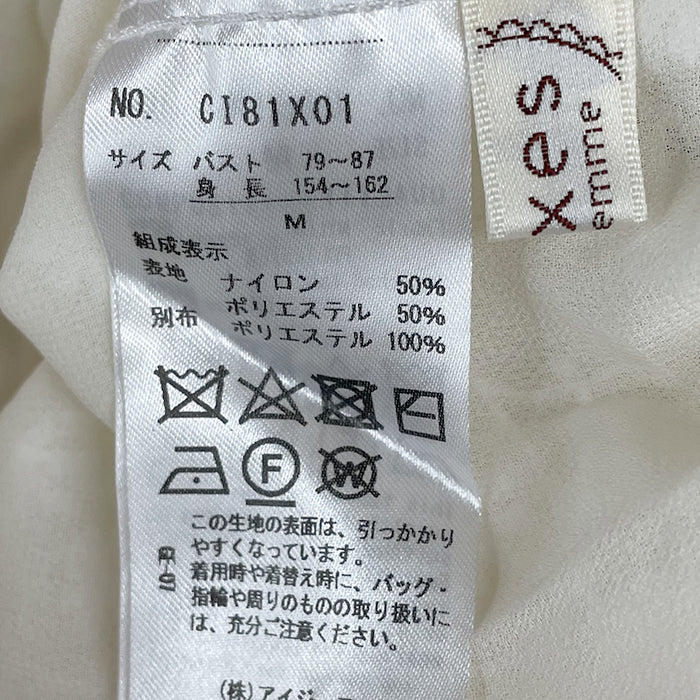 NO. CI81X01
サイズ バスト 79～87
身長 154～162
M
組成表示
表地 ナイロン 50%
ポリエステル 50%
別布 ポリエステル 100%
F
W
この生地の表面は、引っかかり
やすくなっています。
着用時や着替え時に、バッグ・
指輪や周りのものの取り扱いに
は、充分ご注意ください。
(株)アイジ
xes
emme